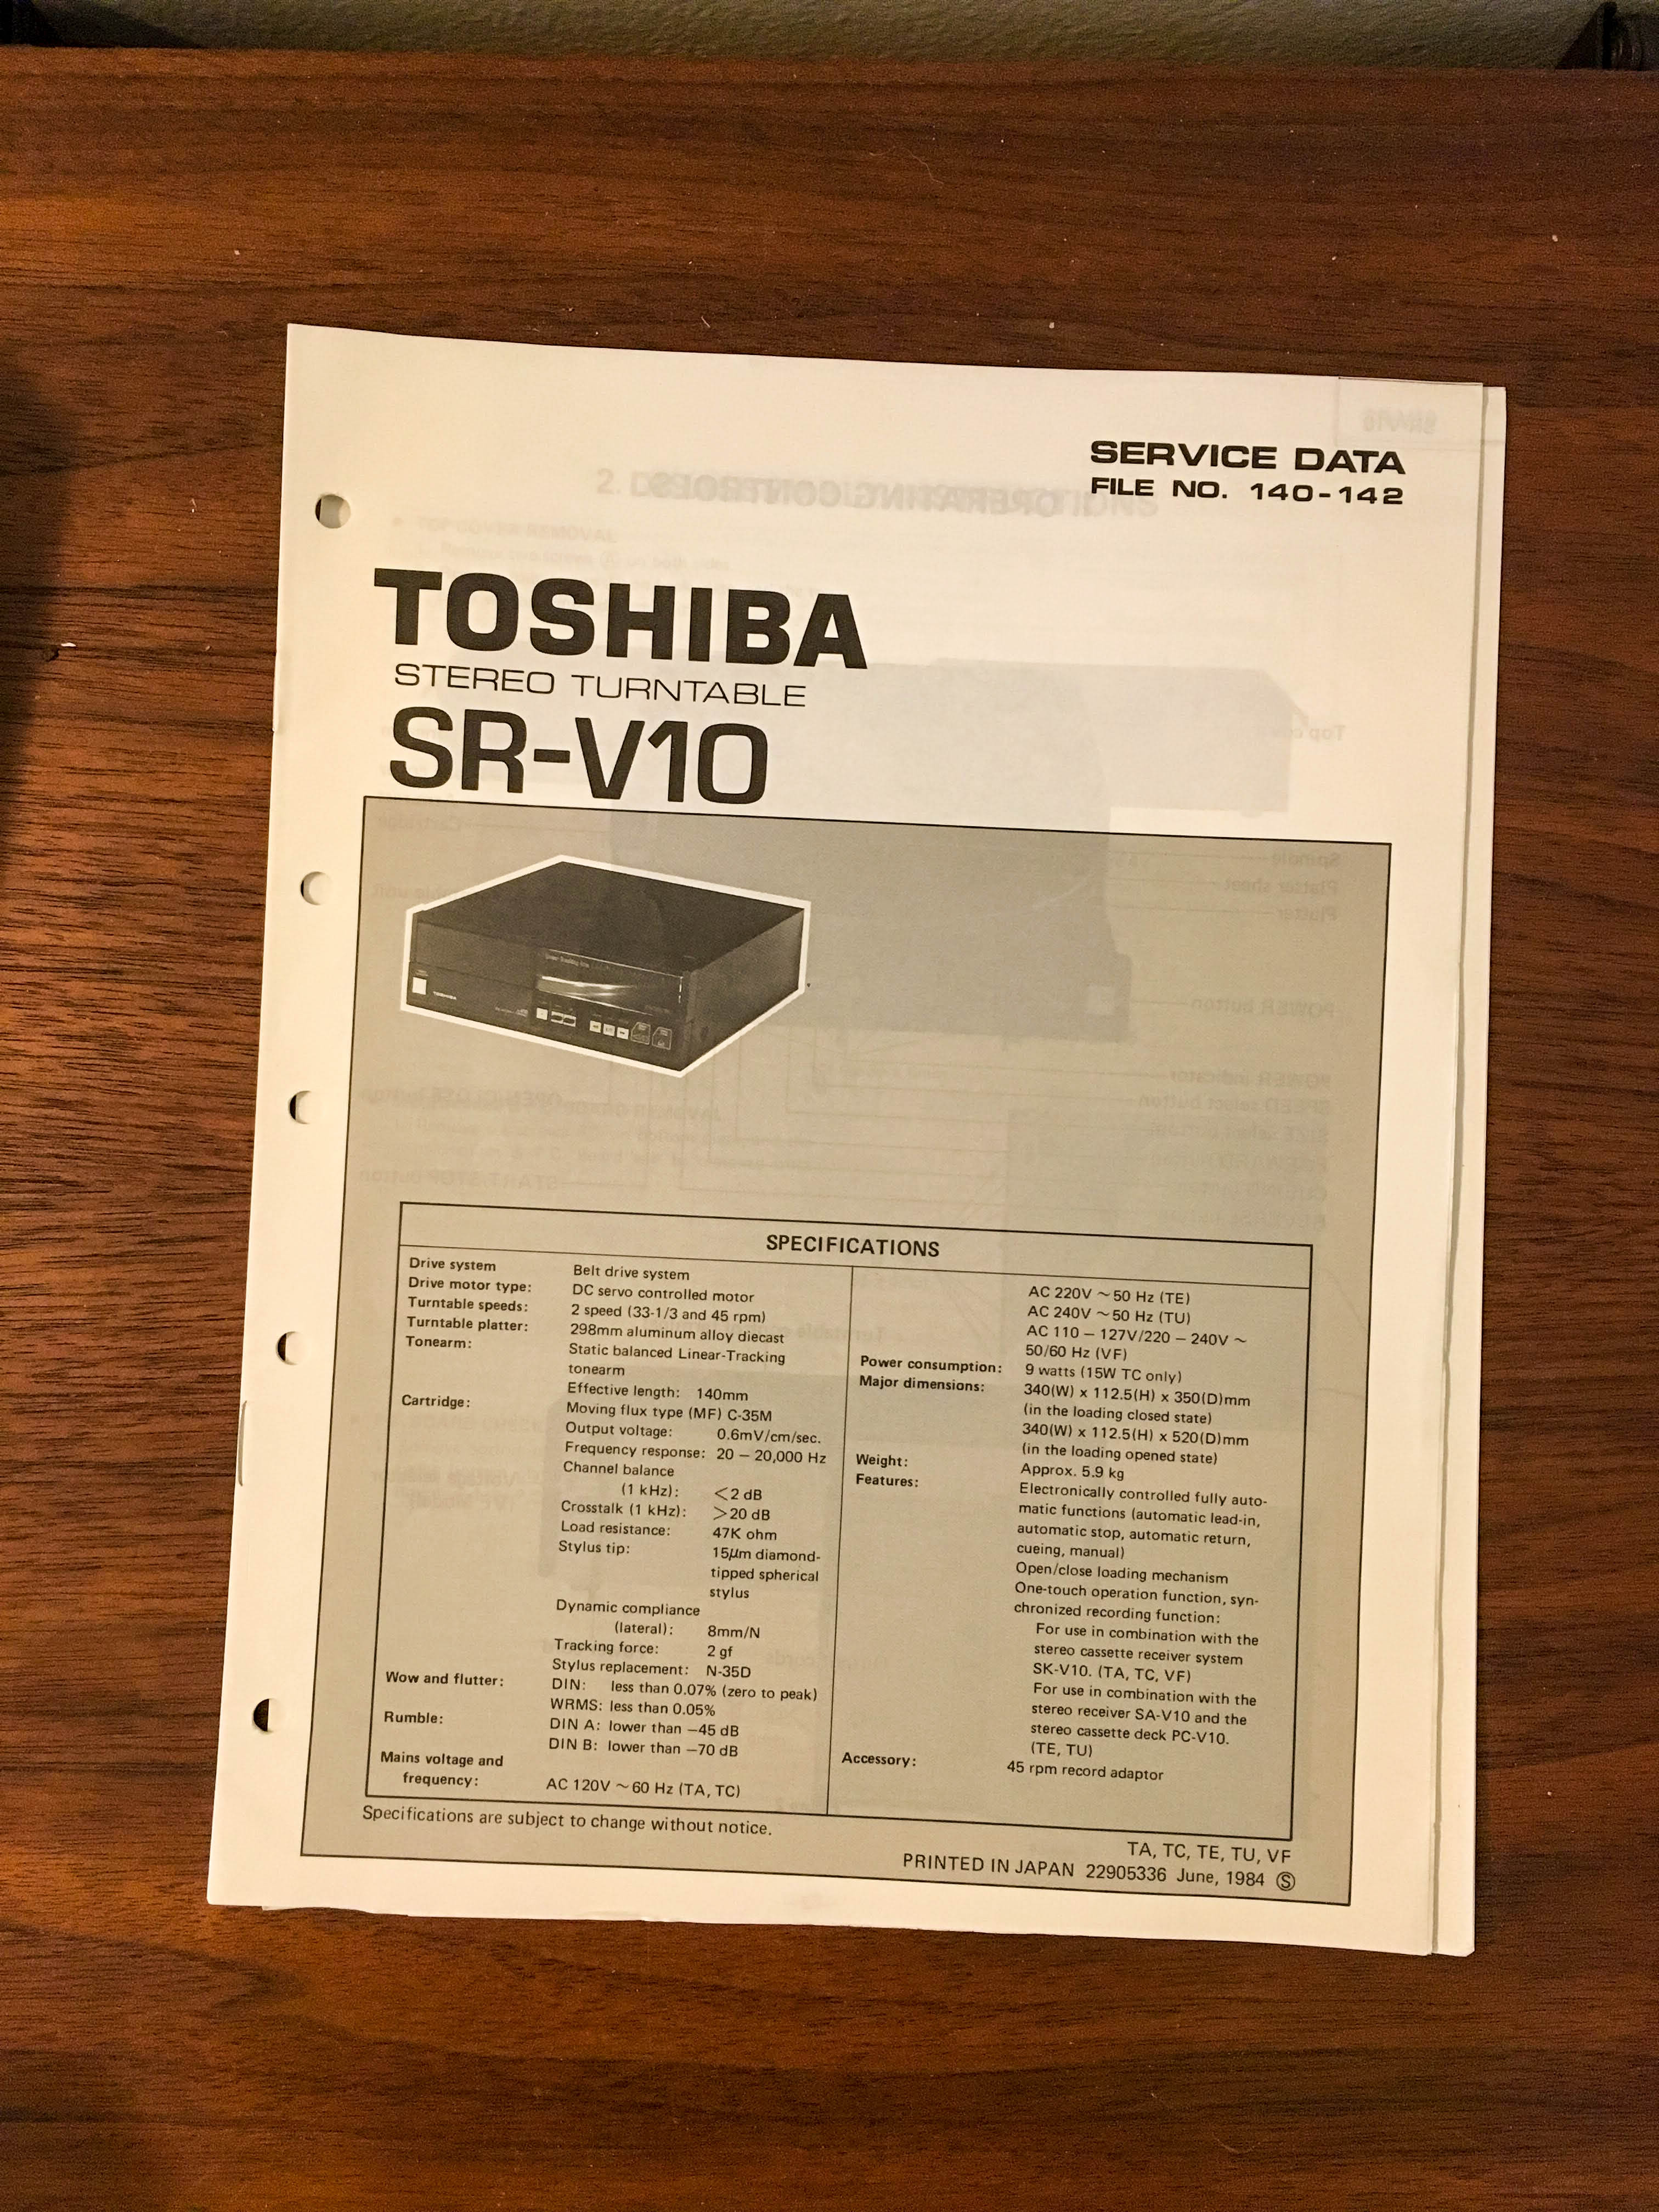 SERVICE DATA
FILE NO. 140-142
TOSHIBA
STEREO TURNTABLE
SR-V10
TOSHIBA
SPECIFICATIONS
Drive system Belt drive system
Drive motor type: DC servo controlled motor
Turntable speeds: 2 speed (33-1/3 and 45 rpm)
Turntable platter: 298mm aluminum alloy diecast
Tonearm: Static balanced Linear-Tracking
tonearm
Effective length: 140mm
Cartridge: Moving flux type (MF) C-35M
Output voltage: 0.6mV/cm/sec.
Frequency response: 20 – 20,000 Hz
Channel balance
(1 kHz): <2 dB
Crosstalk (1 kHz): >20 dB
Load resistance: 47K ohm
Stylus tip: 15μm diamond-
tipped spherical
stylus
Dynamic compliance
(lateral): 8mm/N
Tracking force: 2 gf
Stylus replacement: N-35D
Wow and flutter: DIN: less than 0.07% (zero to peak)
WRMS: less than 0.05%
Rumble: DIN A: lower than –45 dB
DIN B: lower than –70 dB
Mains voltage and
frequency: AC 120V ~ 60 Hz (TA, TC)
AC 220V ~ 50 Hz (TE)
AC 240V ~ 50 Hz (TU)
AC 110 – 127V/220 – 240V ~
50/60 Hz (VF)
Power consumption: 9 watts (15W TC only)
Major dimensions: 340(W) x 112.5(H) x 350(D)mm
(in the loading closed state)
340(W) x 112.5(H) x 520(D)mm
(in the loading opened state)
Weight: Approx. 5.9 kg
Features: Electronically controlled fully auto-
matic functions (automatic lead-in,
automatic stop, automatic return,
cueing, manual)
Open/close loading mechanism
One-touch operation function, syn-
chronized recording function:
For use in combination with the
stereo cassette receiver system
SK-V10. (TA, TC, VF)
For use in combination with the
stereo receiver SA-V10 and the
stereo cassette deck PC-V10.
(TE, TU)
Accessory: 45 rpm record adaptor
Specifications are subject to change without notice.
TA, TC, TE, TU, VF
PRINTED IN JAPAN 22905336 June, 1984 Ⓢ